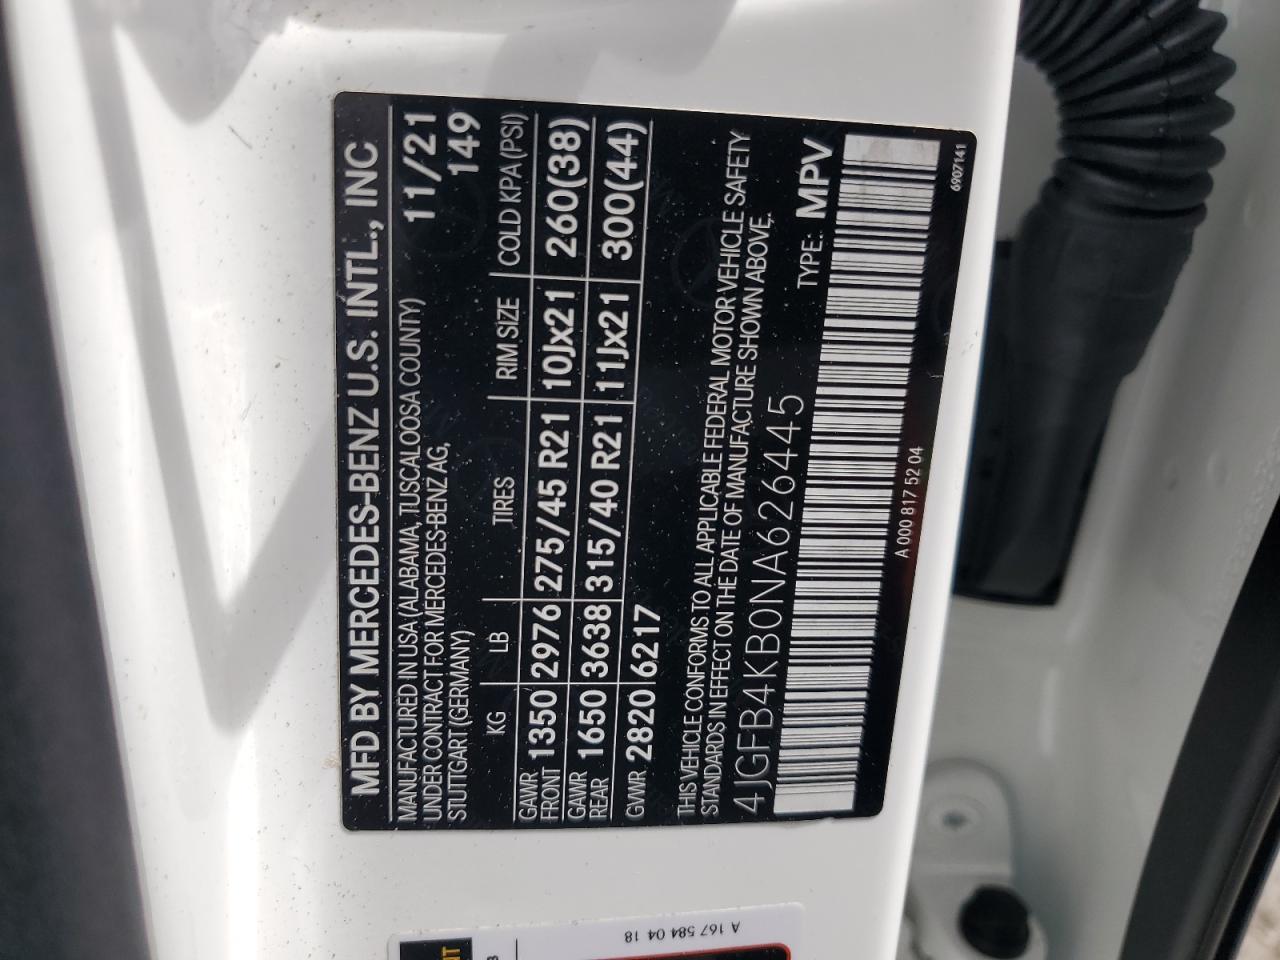 MFD BY MERCEDES-BENZ U.S. INTL., INC
MANUFACTURED IN USA (ALABAMA, TUSCALOOSA COUNTY) 11/21
UNDER CONTRACT FOR MERCEDES-BENZ AG, 149
STUTTGART (GERMANY)
KG LB TIRES RIM SIZE COLD KPA (PSI)
GAWR FRONT 1350 2976 275/45 R21 10Jx21 260(38)
GAWR REAR 1650 3638 315/40 R21 11Jx21 300(44)
GVWR 2820 6217
THIS VEHICLE CONFORMS TO ALL APPLICABLE FEDERAL MOTOR VEHICLE SAFETY
STANDARDS IN EFFECT ON THE DATE OF MANUFACTURE SHOWN ABOVE.
4JGFB4KB0NA626445 TYPE: MPV
A 000 817 52 04 6907141
A 167 584 04 18